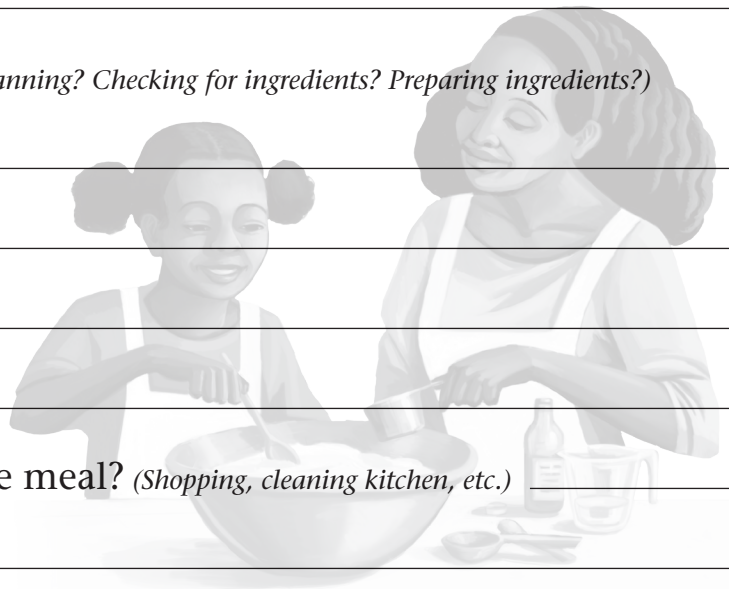 anning? Checking for ingredients? Preparing ingredients?)
e meal? (Shopping, cleaning kitchen, etc.)